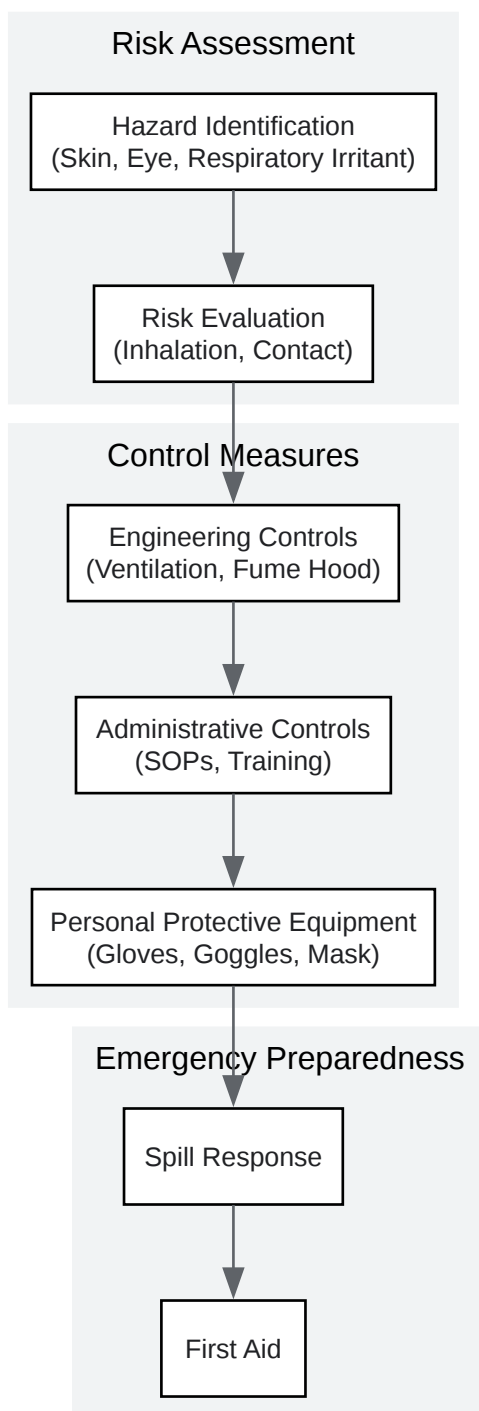 Risk Assessment
Hazard Identification
(Skin, Eye, Respiratory Irritant)
Risk Evaluation
(Inhalation, Contact)
Control Measures
Engineering Controls
(Ventilation, Fume Hood)
Administrative Controls
(SOPs, Training)
Personal Protective Equipment
(Gloves, Goggles, Mask)
Emergency Preparedness
Spill Response
First Aid